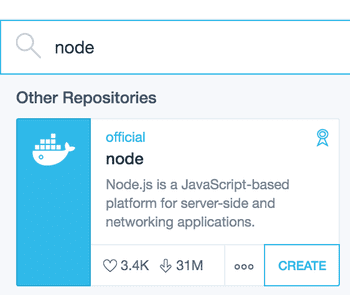 node
Other Repositories
official
node
Node.js is a JavaScript-based
platform for server-side and
networking applications.
3.4K 31M CREATE